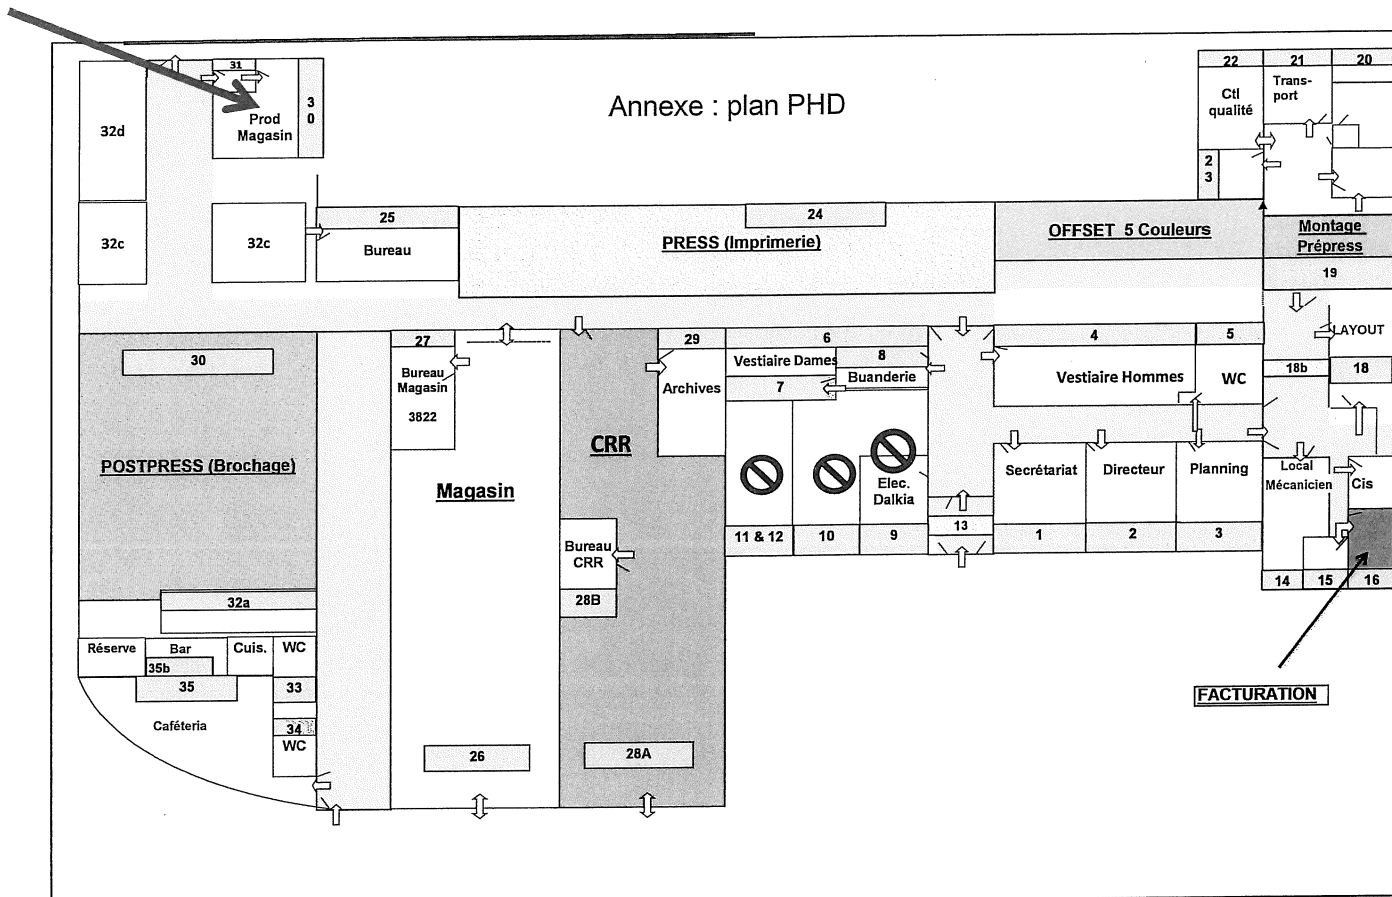 Annexe : plan PHD
31
3
0
Prod
Magasin
32d
22
21
20
Ctl
qualité
Trans-
port
2
3
32c
32c
25
Bureau
24
PRESS (Imprimerie)
OFFSET 5 Couleurs
Montage
Prépress
19
30
POSTPRESS (Brochage)
27
Bureau
Magasin
3822
Magasin
CRR
29
Archives
6
Vestiaire Dames
8
7
Buanderie
4
5
Vestiaire Hommes
WC
LAYOUT
18b
18
Secrétariat
Directeur
Planning
Local
Mécanicien
Cis
Elec.
Dalkia
11 & 12
10
9
13
1
2
3
14
15
16
Bureau
CRR
28B
32a
Réserve
Bar
Cuis.
WC
35b
35
33
Caféteria
34
WC
26
28A
FACTURATION